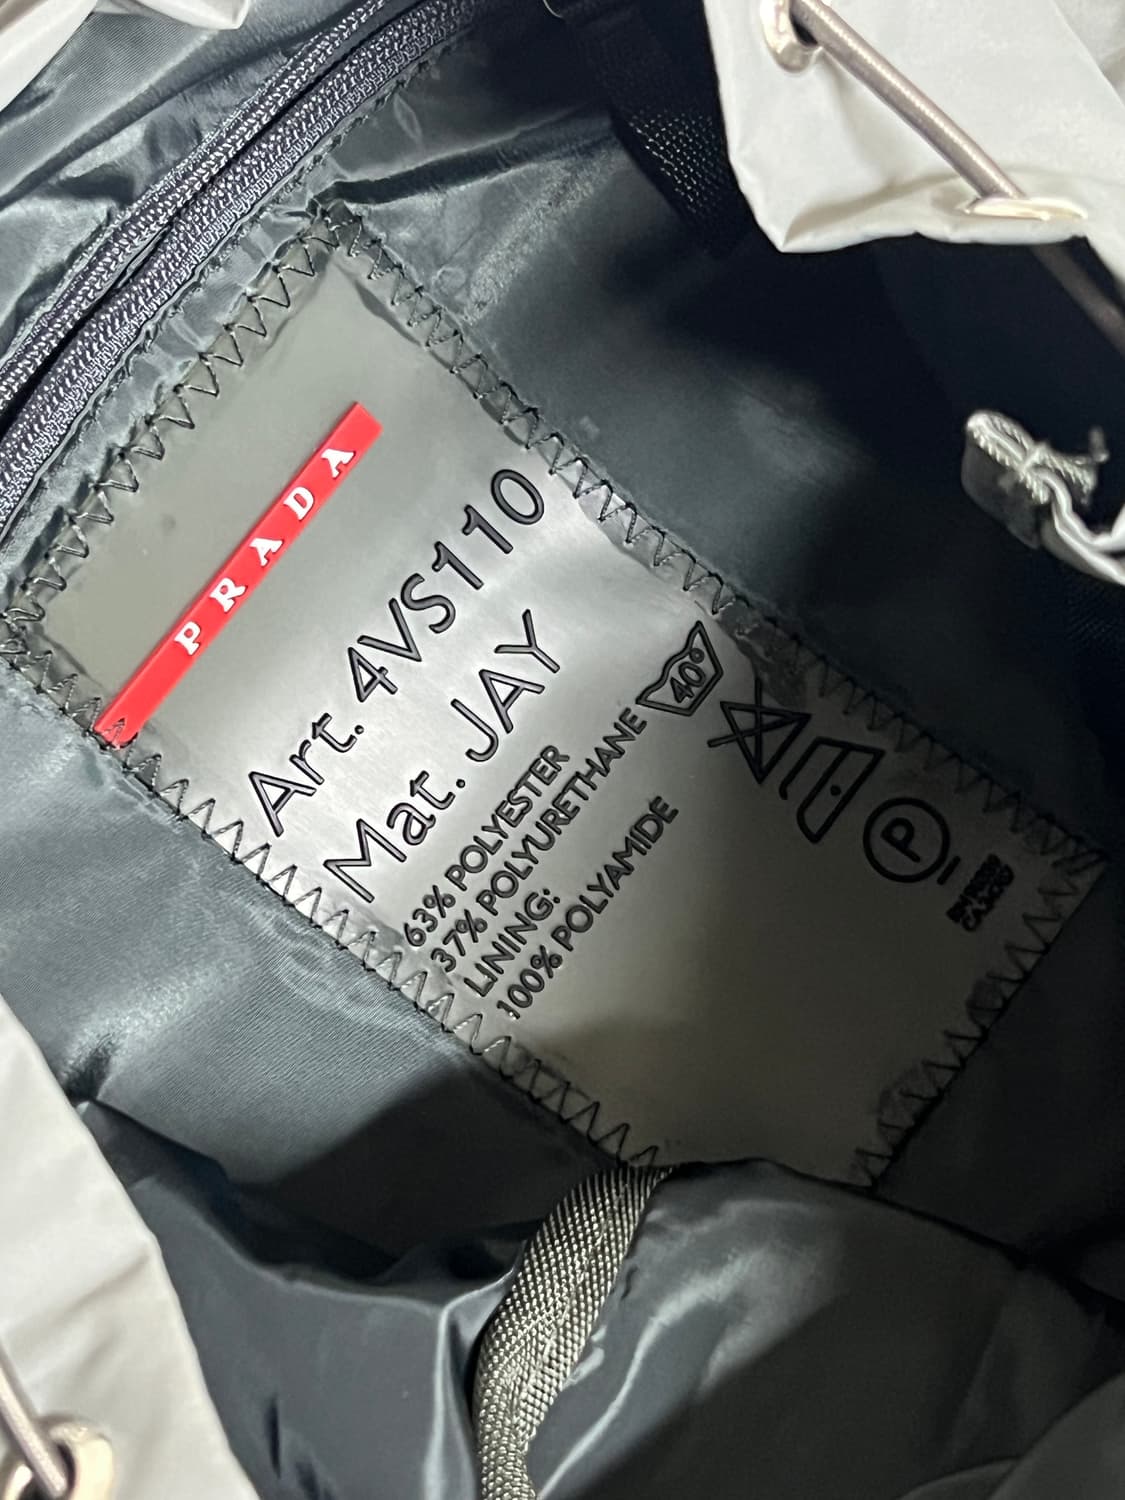 PRADA
Art. 4VS110
Mat. JAY
63% POLYESTER
37% POLYURETHANE
LINING:
100% POLYAMIDE
40°
P